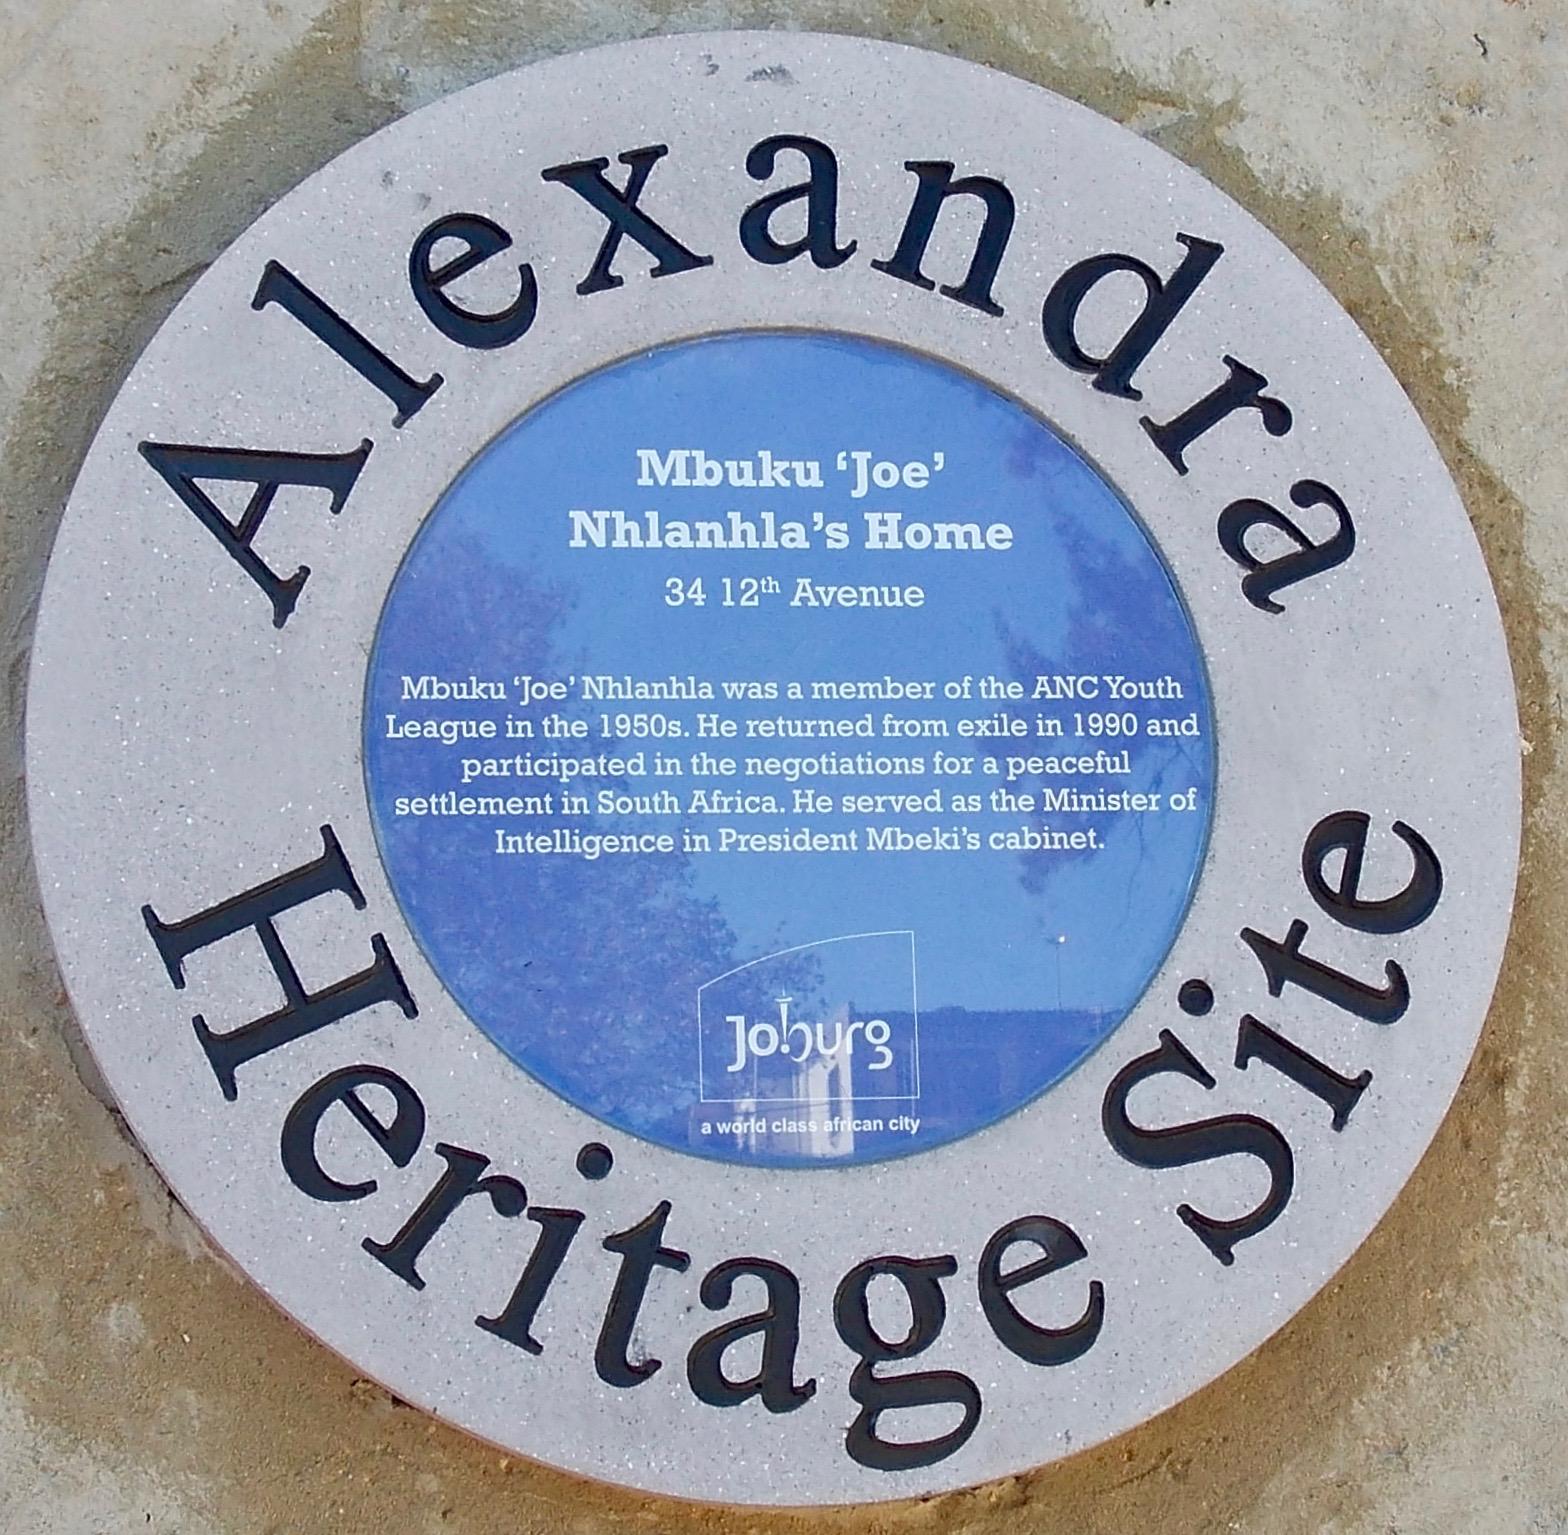 Alexandra
Mbuku ‘Joe’
Nhlanhla’s Home
34 12th Avenue
Mbuku ‘Joe’ Nhlanhla was a member of the ANC Youth
League in the 1950s. He returned from exile in 1990 and
participated in the negotiations for a peaceful
settlement in South Africa. He served as the Minister of
Intelligence in President Mbeki’s cabinet.
Joburg
a world class african city
Heritage Site